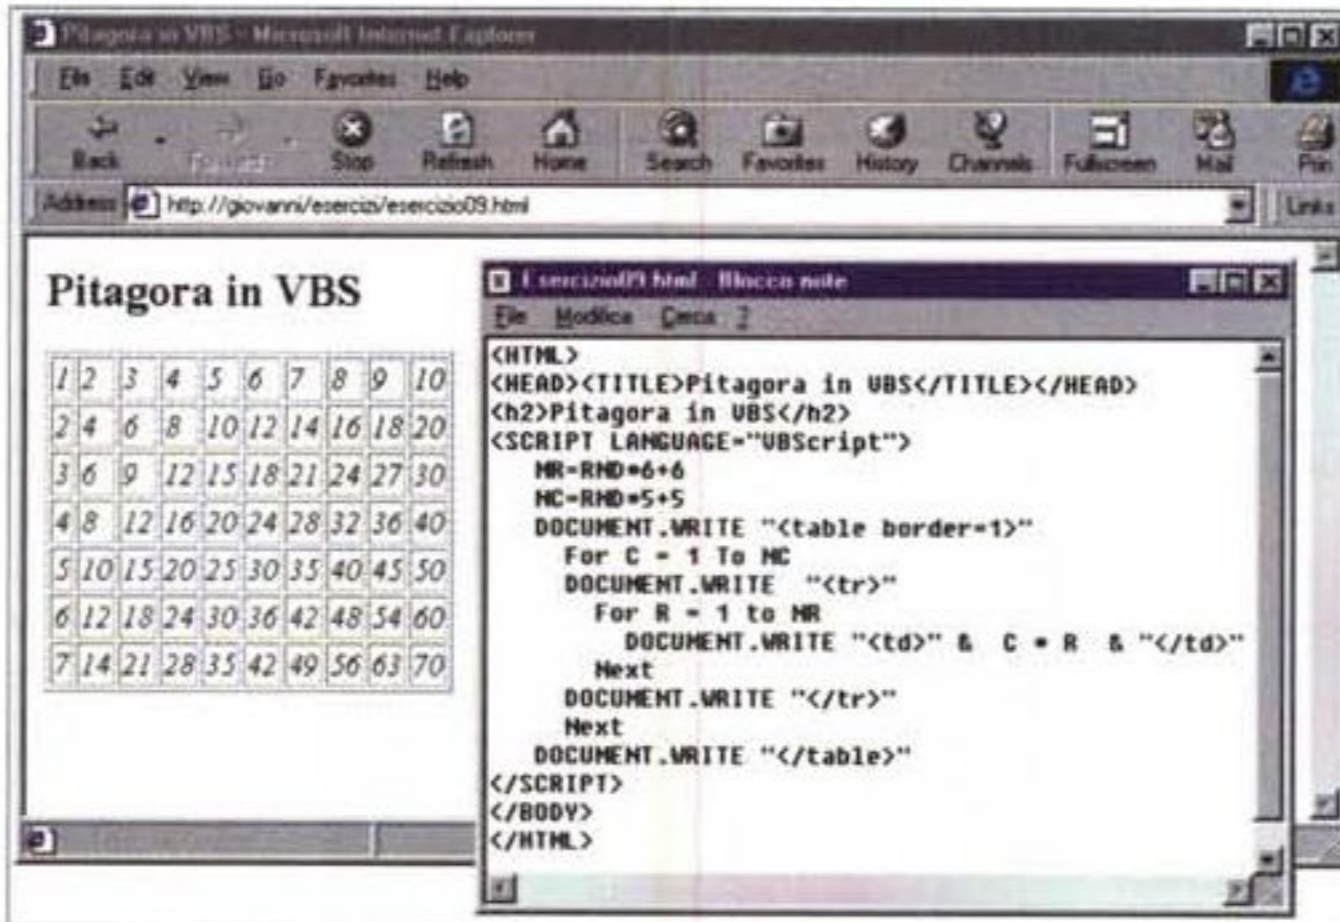 Pitagora in VBS - Microsoft Internet Explorer
File Edit View Go Favorites Help
Back Forward Stop Refresh Home Search Favorites History Channels Fullscreen Mail Prin
Address http://giovanni/esercizi/esercizio09.html Links
Pitagora in VBS
1 2 3 4 5 6 7 8 9 10
2 4 6 8 10 12 14 16 18 20
3 6 9 12 15 18 21 24 27 30
4 8 12 16 20 24 28 32 36 40
5 10 15 20 25 30 35 40 45 50
6 12 18 24 30 36 42 48 54 60
7 14 21 28 35 42 49 56 63 70
Esercizio09.html - Blocco note
File Modifica Cerca ?
<HTML>
<HEAD><TITLE>Pitagora in VBS</TITLE></HEAD>
<h2>Pitagora in VBS</h2>
<SCRIPT LANGUAGE="VBScript">
NR=RND*6+6
NC=RND*5+5
DOCUMENT.WRITE "<table border=1>"
For C = 1 To NC
DOCUMENT.WRITE "<tr>"
For R = 1 to NR
DOCUMENT.WRITE "<td>" & C * R & "</td>"
Next
DOCUMENT.WRITE "</tr>"
Next
DOCUMENT.WRITE "</table>"
</SCRIPT>
</BODY>
</HTML>